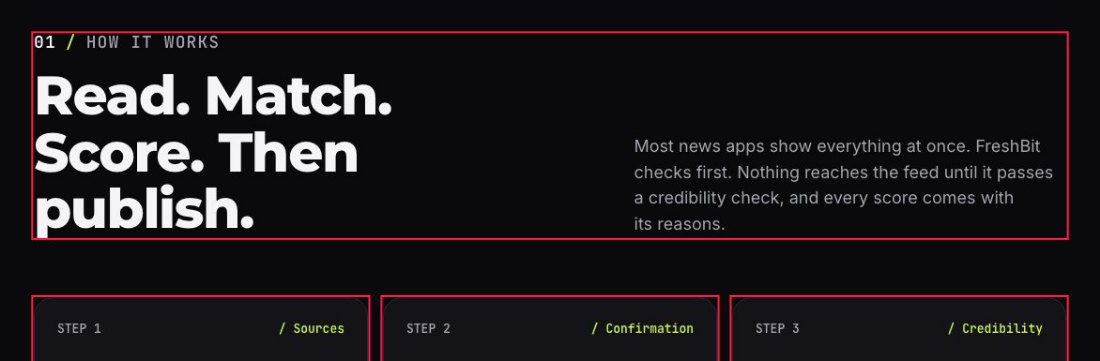 01 / HOW IT WORKS
Read. Match.
Score. Then
publish.
Most news apps show everything at once. FreshBit
checks first. Nothing reaches the feed until it passes
a credibility check, and every score comes with
its reasons.
STEP 1 / Sources
STEP 2 / Confirmation
STEP 3 / Credibility